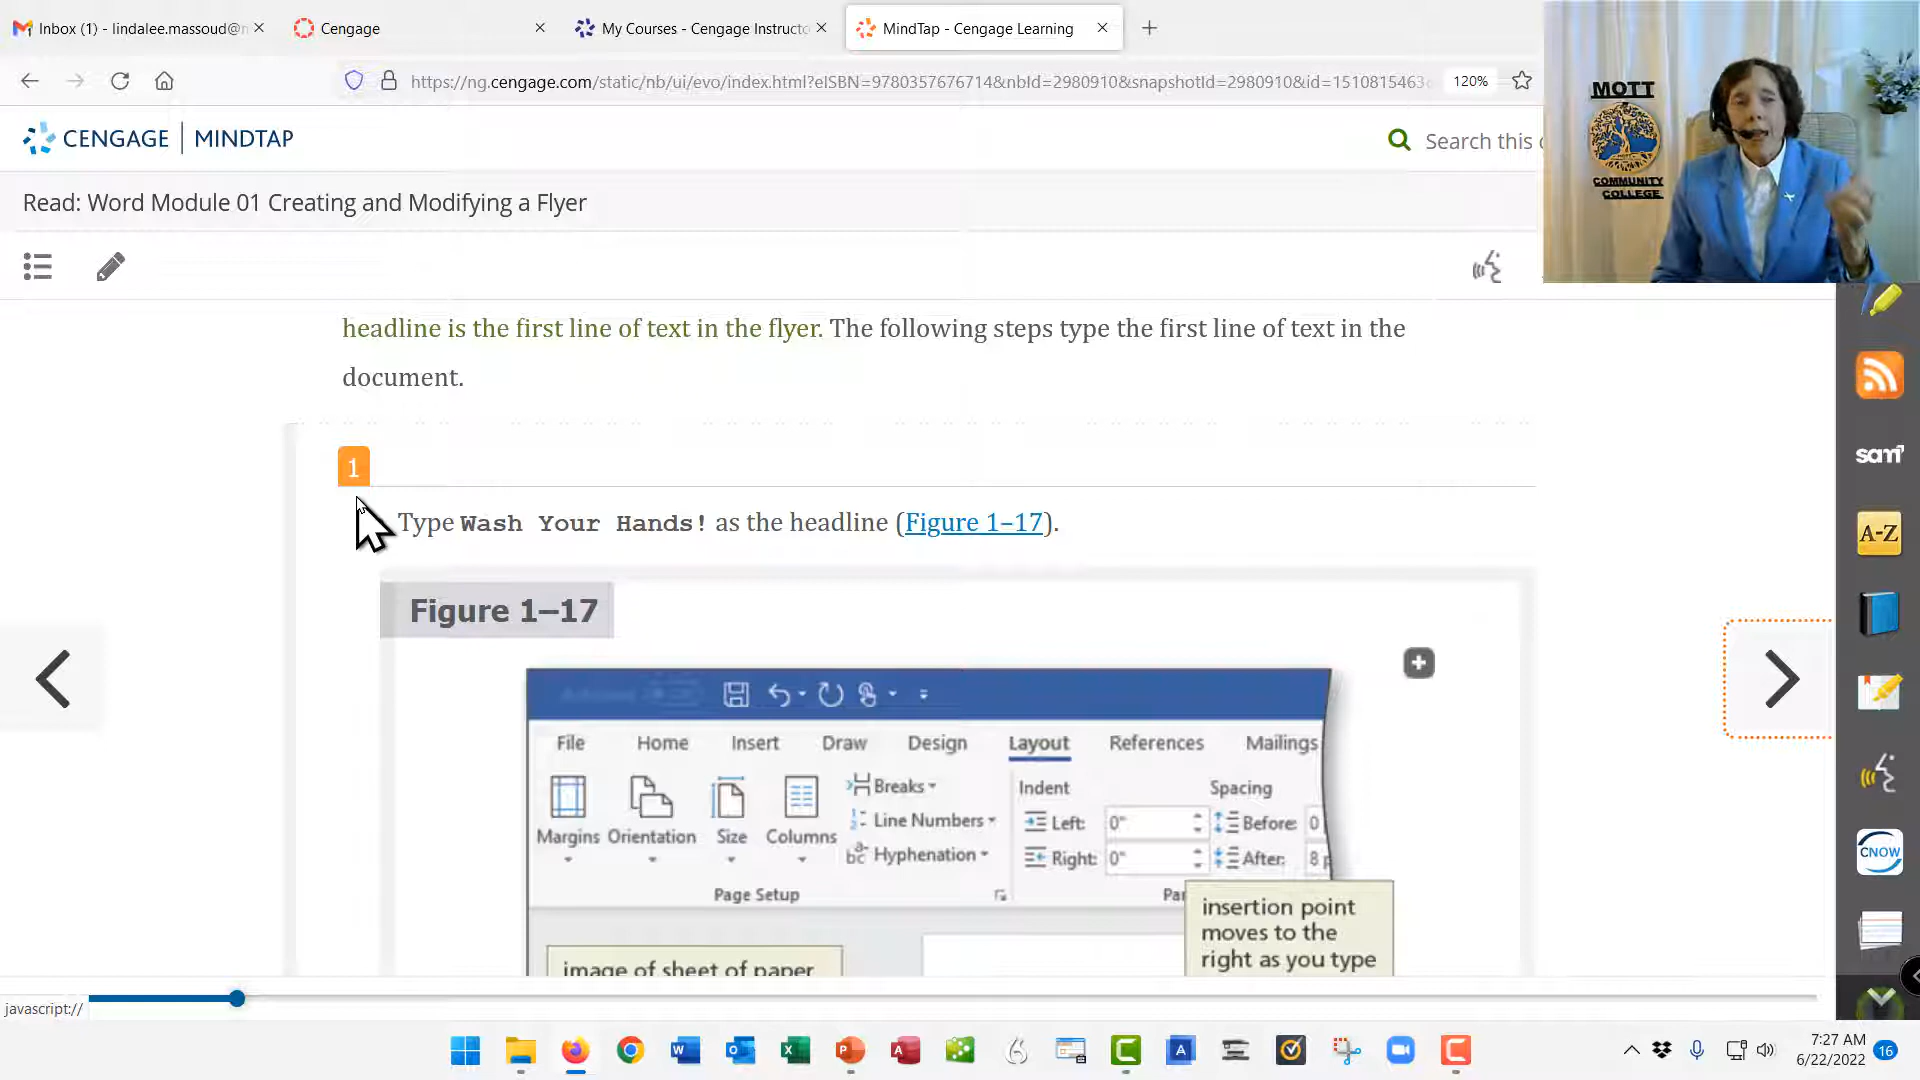 Inbox (1) - lindalee.massoud@n
Cengage
My Courses - Cengage Instructo
MindTap - Cengage Learning
https://ng.cengage.com/static/nb/ui/evo/index.html?eISBN=9780357676714&nbId=2980910&snapshotId=2980910&id=1510815463
120%
MOTT
COMMUNITY
COLLEGE
CENGAGE | MINDTAP
Search this c
Read: Word Module 01 Creating and Modifying a Flyer
headline is the first line of text in the flyer. The following steps type the first line of text in the
document.
1
Type Wash Your Hands! as the headline (Figure 1–17).
Figure 1–17
File Home Insert Draw Design Layout References Mailings
Margins Orientation Size Columns
Breaks
Line Numbers
Hyphenation
Page Setup
Indent
Left: 0"
Right: 0"
Spacing
Before: 0
After: 8 p
Par
insertion point
moves to the
right as you type
image of sheet of paper
sam
A-Z
CNOW
javascript://
7:27 AM
6/22/2022
16